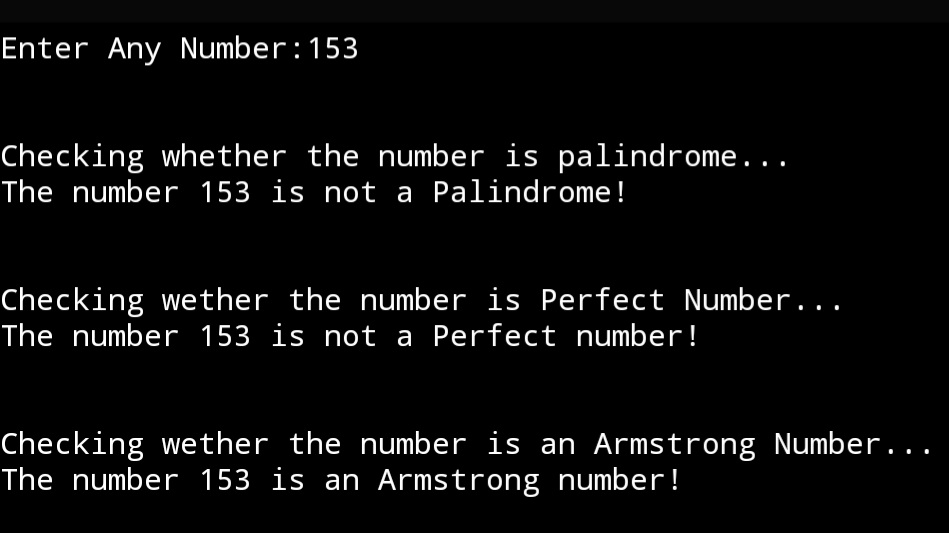 Enter Any Number:153
Checking whether the number is palindrome...
The number 153 is not a Palindrome!
Checking wether the number is Perfect Number...
The number 153 is not a Perfect number!
Checking wether the number is an Armstrong Number...
The number 153 is an Armstrong number!